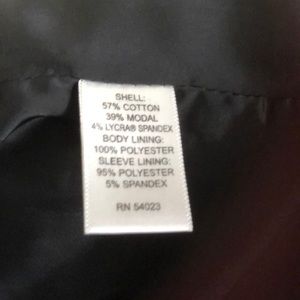 SHELL:
57% COTTON
39% MODAL
4% LYCRA® SPANDEX
BODY LINING:
100% POLYESTER
SLEEVE LINING:
95% POLYESTER
5% SPANDEX
RN 54023